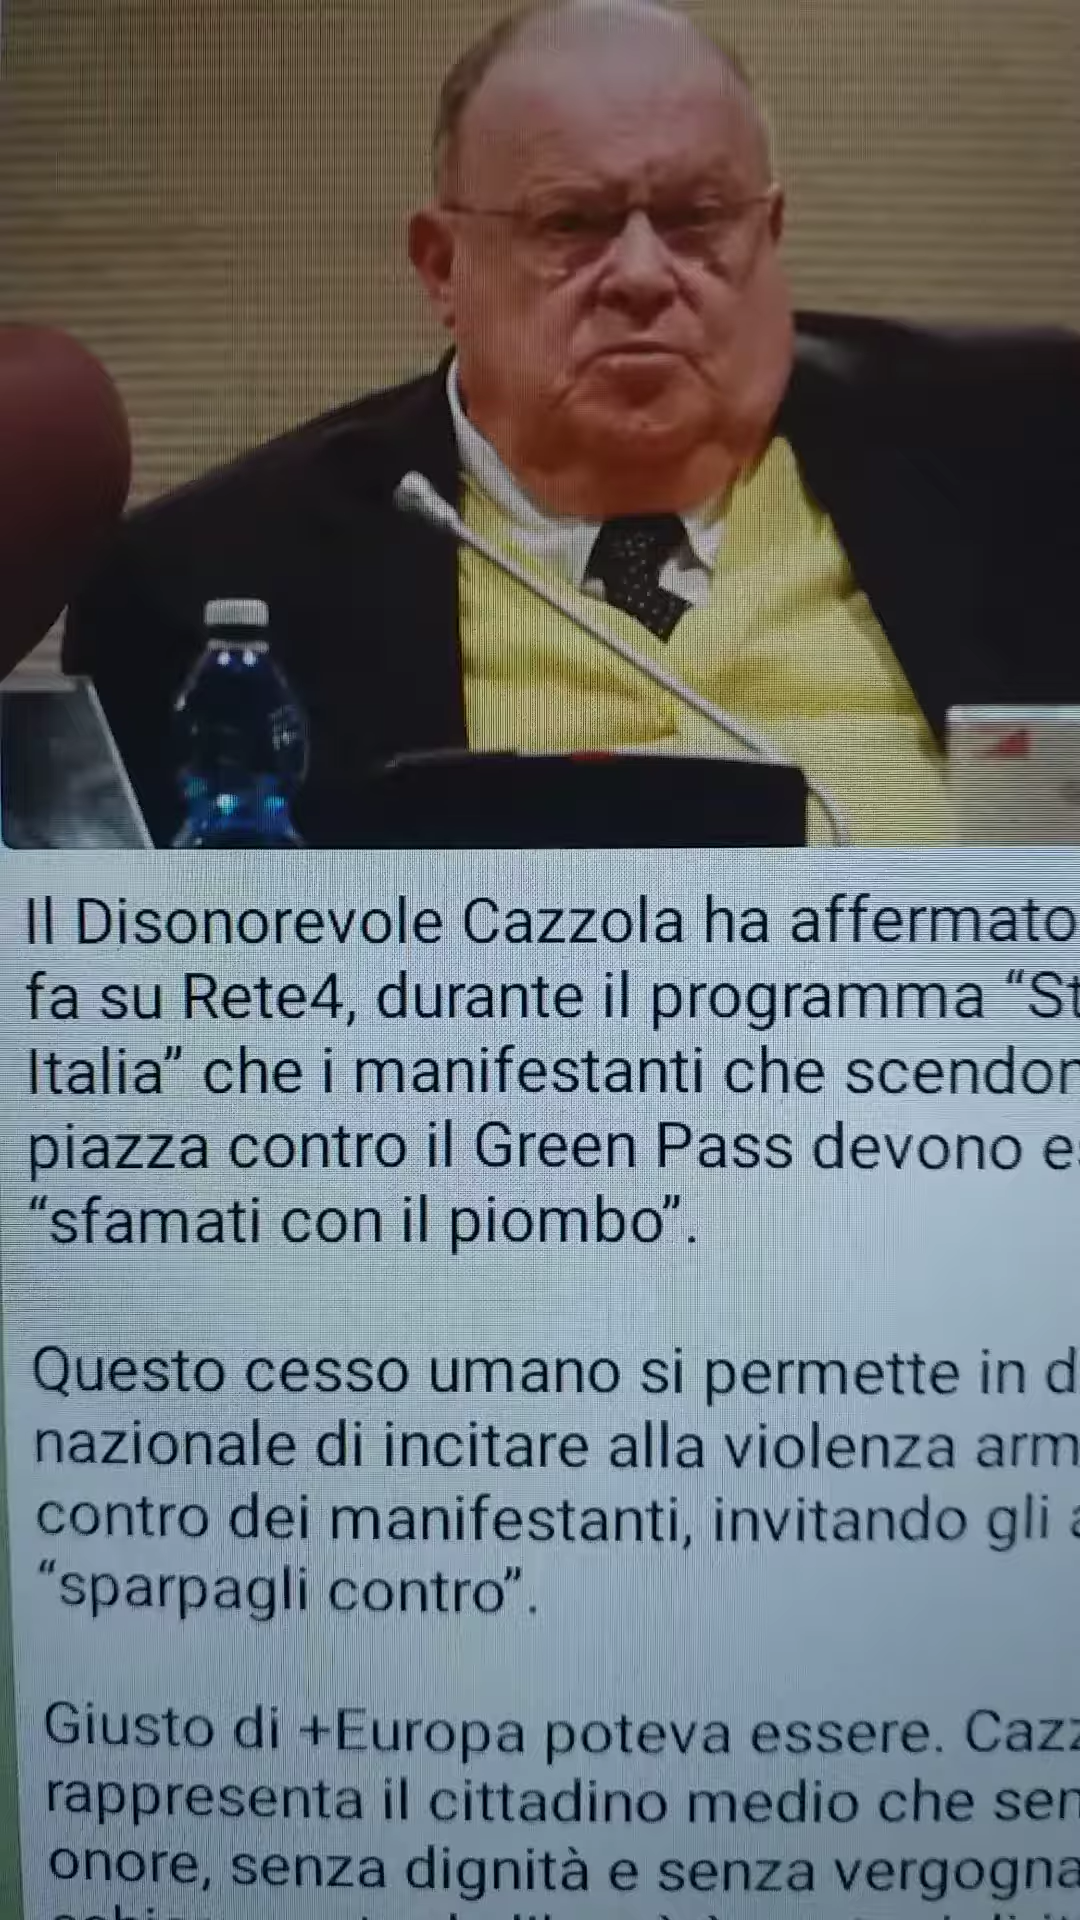 Il Disonorevole Cazzola ha affermato
fa su Rete4, durante il programma “St
Italia” che i manifestanti che scendon
piazza contro il Green Pass devono es
“sfamati con il piombo”.
Questo cesso umano si permette in d
nazionale di incitare alla violenza arm
contro dei manifestanti, invitando gli a
“sparpagli contro”.
Giusto di +Europa poteva essere. Cazz
rappresenta il cittadino medio che sen
onore, senza dignità e senza vergogna